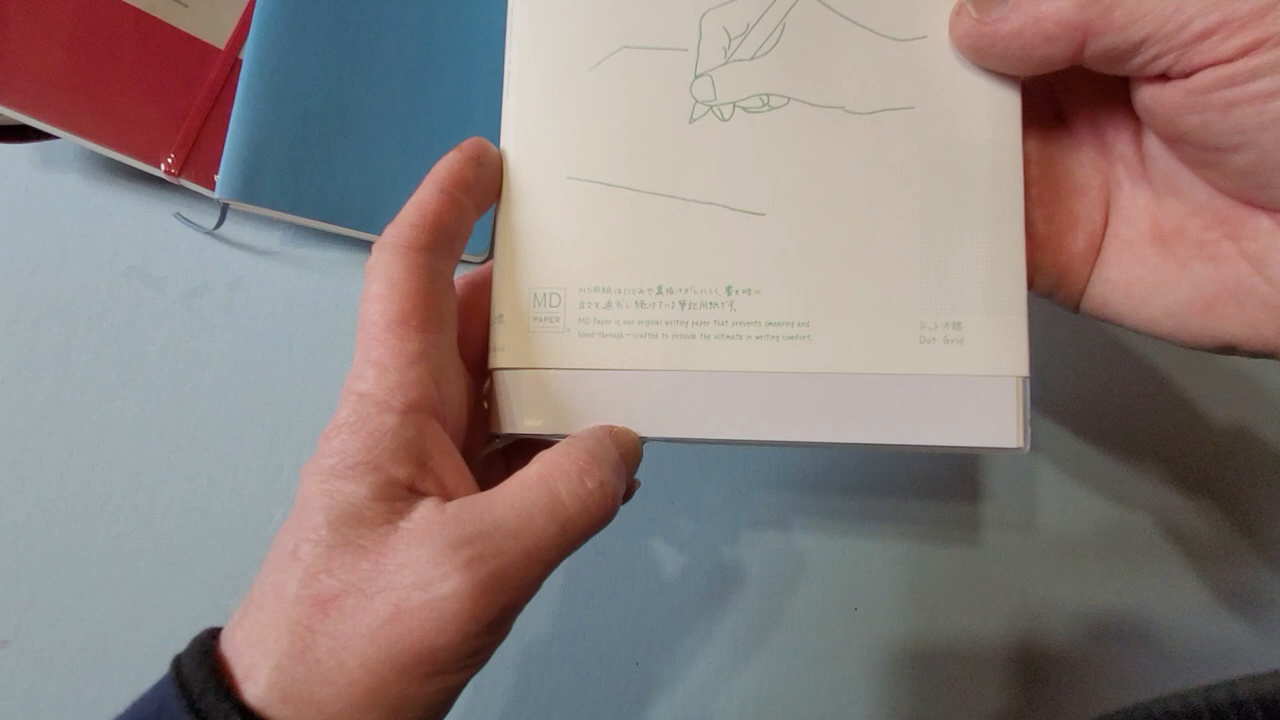 MD
PAPER
MD用紙はにじみや裏抜けがしにくく、書き味の
良さを追求し続けている筆記用紙です。
MD Paper is our original writing paper that prevents smearing and
bleed-through—crafted to provide the ultimate in writing comfort.
ドット方眼
Dot Grid